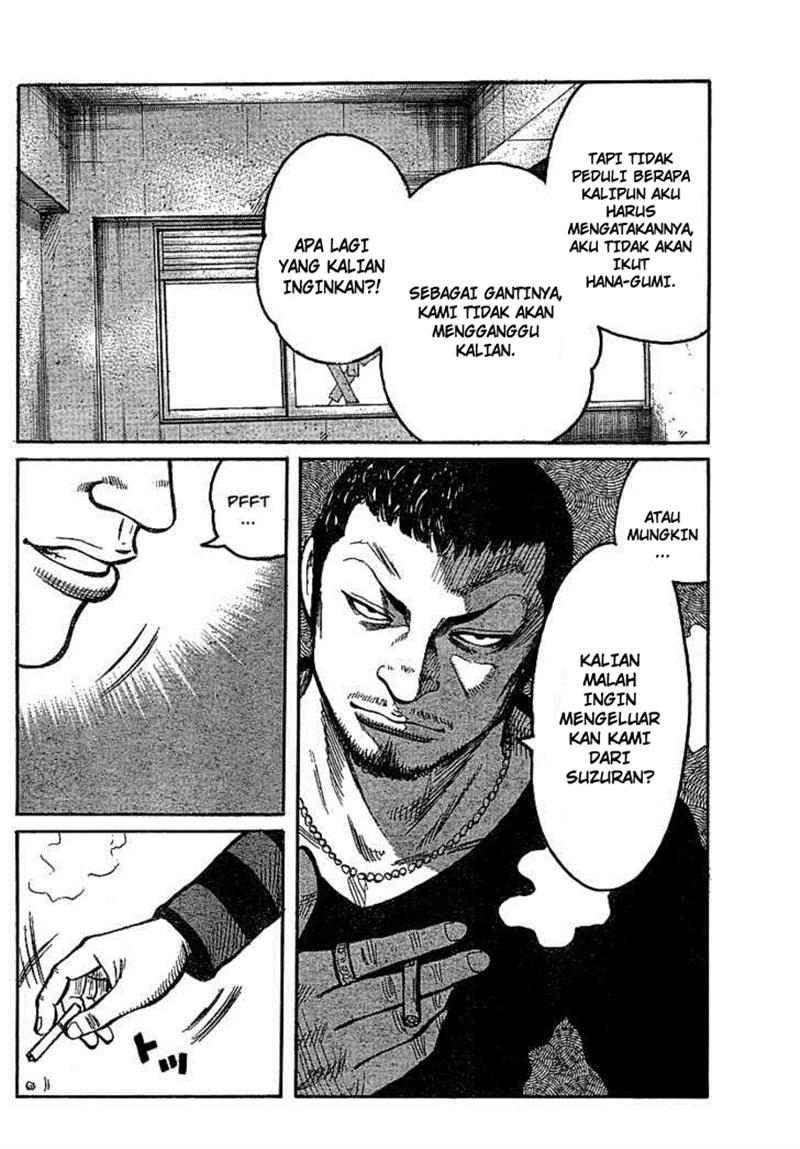 TAPI TIDAK
PEDULI BERAPA
KALIPUN AKU
HARUS
MENGATAKANNYA,
AKU TIDAK AKAN
IKUT
HANA-GUMI.
SEBAGAI GANTINYA,
KAMI TIDAK AKAN
MENGGANGGU
KALIAN.
APA LAGI
YANG KALIAN
INGINKAN?!
ATAU
MUNGKIN
...
KALIAN
MALAH
INGIN
MENGELUAR
KAN KAMI
DARI
SUZURAN?
PFFT
...
トッ